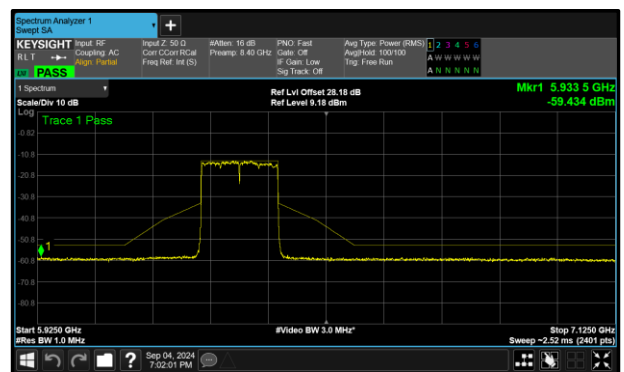 Spectrum Analyzer 1
Swept SA
+
KEYSIGHT Input: RF Input Z: 50 Ω #Atten: 16 dB PNO: Fast Avg Type: Power (RMS) 1 2 3 4 5 6
RLT Coupling: AC Corr CCorr RCal Preamp: 8.40 GHz Gate: Off Avg|Hold: 100/100 A W W W W W
Align: Partial Freq Ref: Int (S) IF Gain: Low Trig: Free Run
PASS Sig Track: Off A N N N N N
1 Spectrum Ref Lvl Offset 28.18 dB Mkr1 5.933 5 GHz
Scale/Div 10 dB Ref Level 9.18 dBm -59.434 dBm
Log Trace 1 Pass
-0.82
-10.8
-20.8
-30.8
-40.8
1
-50.8
-60.8
-70.8
-80.8
Start 5.9250 GHz #Video BW 3.0 MHz* Stop 7.1250 GHz
#Res BW 1.0 MHz Sweep ~2.52 ms (2401 pts)
? Sep 04, 2024
7:02:01 PM